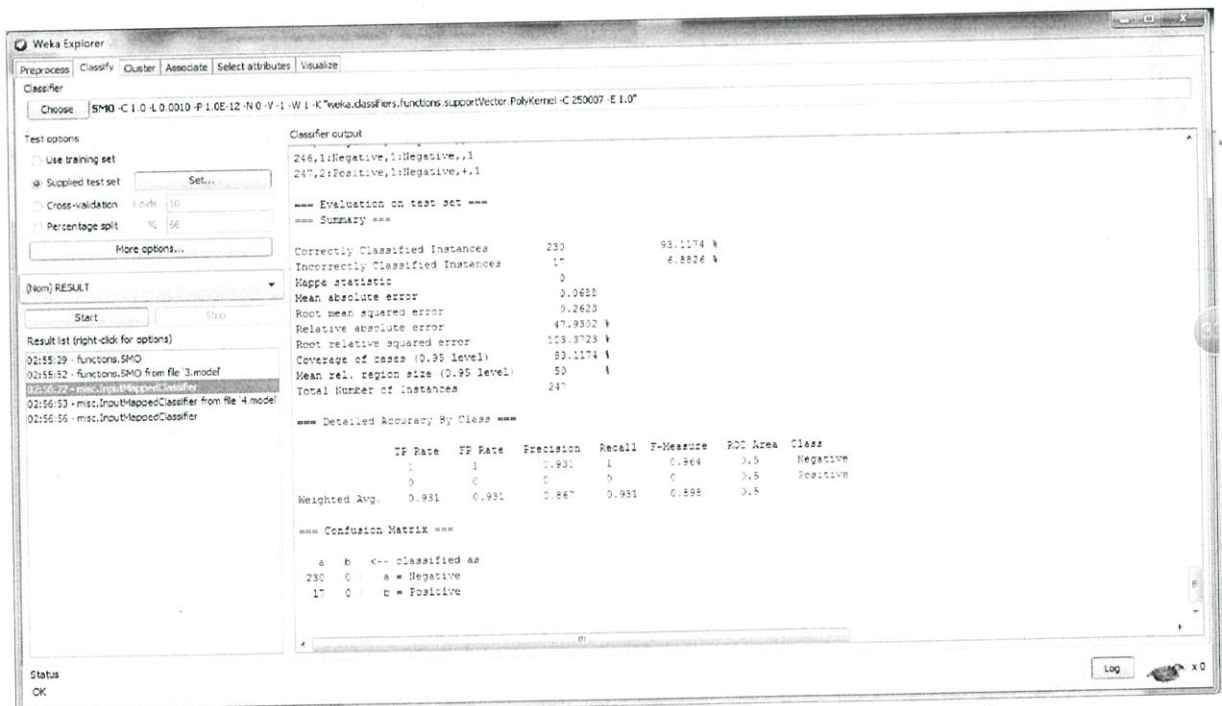 Weka Explorer
Preprocess Classify Cluster Associate Select attributes Visualize
Classifier
Choose SMO -C 1.0 -L 0.0010 -P 1.0E-12 -N 0 -V -1 -W 1 -K "weka.classifiers.functions.supportVector.PolyKernel -C 250007 -E 1.0"
Test options
Use training set
Supplied test set Set...
Cross-validation Folds 10
Percentage split % 66
More options...
(Nom) RESULT
Start Stop
Result list (right-click for options)
02:55:29 - functions.SMO
02:55:52 - functions.SMO from file '3.model'
02:56:22 - misc.InputMappedClassifier
02:56:53 - misc.InputMappedClassifier from file '4.model'
02:56:56 - misc.InputMappedClassifier
Classifier output
246,1:Negative,1:Negative,,1
247,2:Positive,1:Negative,+,1
=== Evaluation on test set ===
=== Summary ===
Correctly Classified Instances 230 93.1174 %
Incorrectly Classified Instances 17 6.8826 %
Kappa statistic 0
Mean absolute error 0.0688
Root mean squared error 0.2623
Relative absolute error 47.9302 %
Root relative squared error 103.3723 %
Coverage of cases (0.95 level) 93.1174 %
Mean rel. region size (0.95 level) 50 %
Total Number of Instances 247
=== Detailed Accuracy By Class ===
TP Rate FP Rate Precision Recall F-Measure ROC Area Class
1 1 0.931 1 0.964 0.5 Negative
0 0 0 0 0 0.5 Positive
Weighted Avg. 0.931 0.931 0.867 0.931 0.898 0.5
=== Confusion Matrix ===
a b <-- classified as
230 0 | a = Negative
17 0 | b = Positive
Status
OK
Log x 0